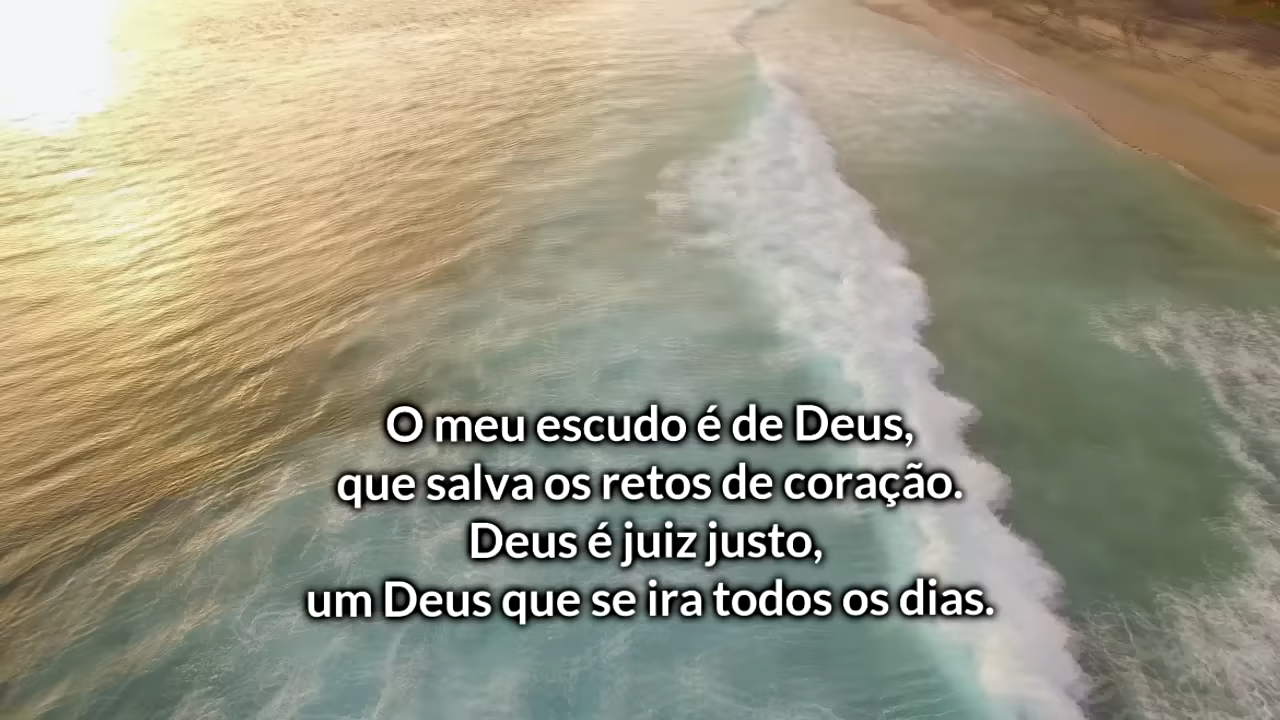 O meu escudo é de Deus,
que salva os retos de coração.
Deus é juiz justo,
um Deus que se ira todos os dias.